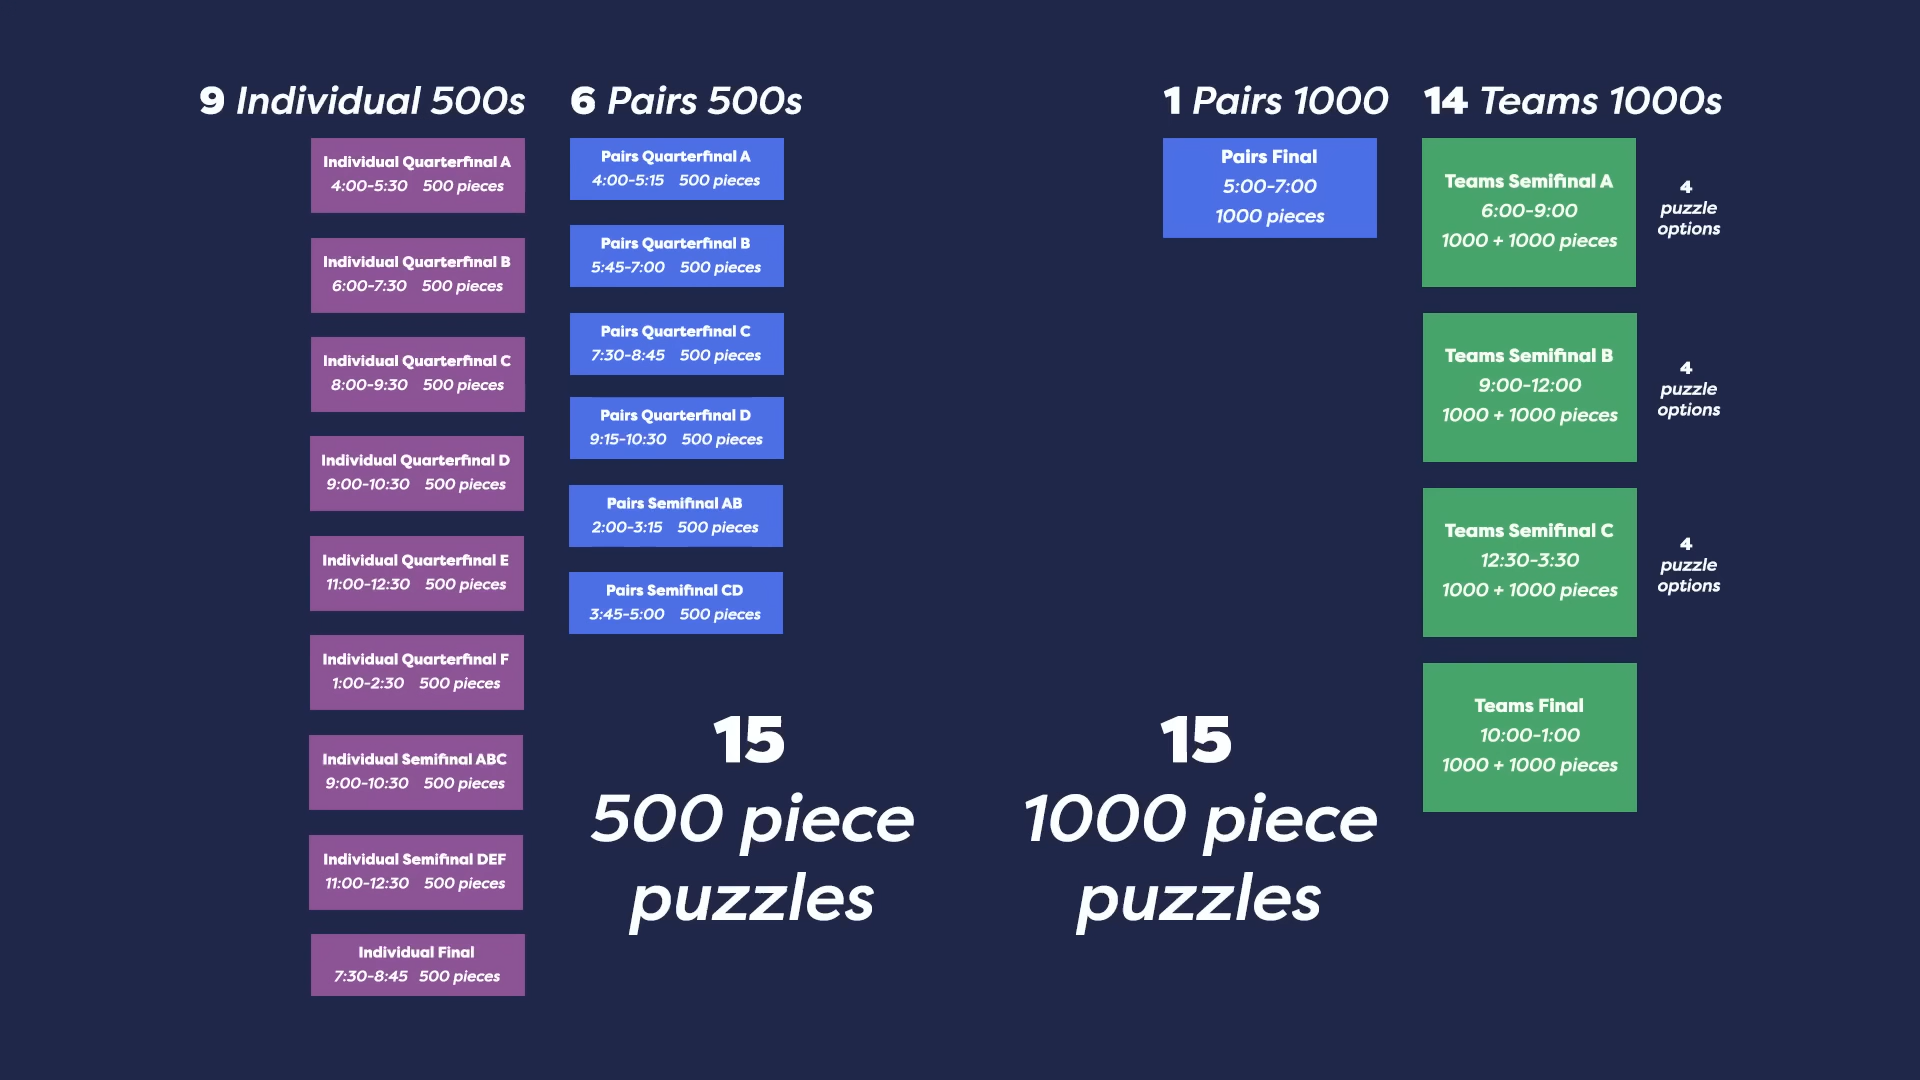 9 Individual 500s
Individual Quarterfinal A
4:00-5:30 500 pieces
Individual Quarterfinal B
6:00-7:30 500 pieces
Individual Quarterfinal C
8:00-9:30 500 pieces
Individual Quarterfinal D
9:00-10:30 500 pieces
Individual Quarterfinal E
11:00-12:30 500 pieces
Individual Quarterfinal F
1:00-2:30 500 pieces
Individual Semifinal ABC
9:00-10:30 500 pieces
Individual Semifinal DEF
11:00-12:30 500 pieces
Individual Final
7:30-8:45 500 pieces
6 Pairs 500s
Pairs Quarterfinal A
4:00-5:15 500 pieces
Pairs Quarterfinal B
5:45-7:00 500 pieces
Pairs Quarterfinal C
7:30-8:45 500 pieces
Pairs Quarterfinal D
9:15-10:30 500 pieces
Pairs Semifinal AB
2:00-3:15 500 pieces
Pairs Semifinal CD
3:45-5:00 500 pieces
15
500 piece
puzzles
1 Pairs 1000
Pairs Final
5:00-7:00
1000 pieces
15
1000 piece
puzzles
14 Teams 1000s
Teams Semifinal A
6:00-9:00
1000 + 1000 pieces
4
puzzle
options
Teams Semifinal B
9:00-12:00
1000 + 1000 pieces
4
puzzle
options
Teams Semifinal C
12:30-3:30
1000 + 1000 pieces
4
puzzle
options
Teams Final
10:00-1:00
1000 + 1000 pieces